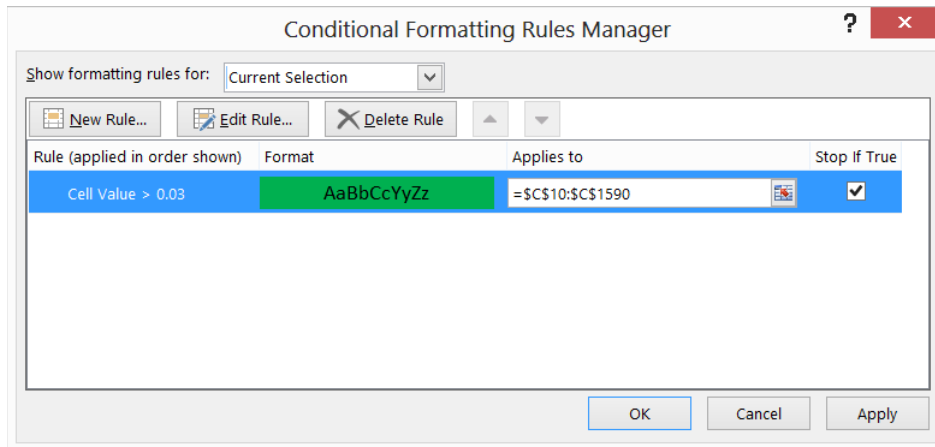 Conditional Formatting Rules Manager ? ×
Show formatting rules for: Current Selection
New Rule... Edit Rule... Delete Rule
Rule (applied in order shown) Format Applies to Stop If True
Cell Value > 0.03 AaBbCcYyZz =$C$10:$C$1590
OK Cancel Apply